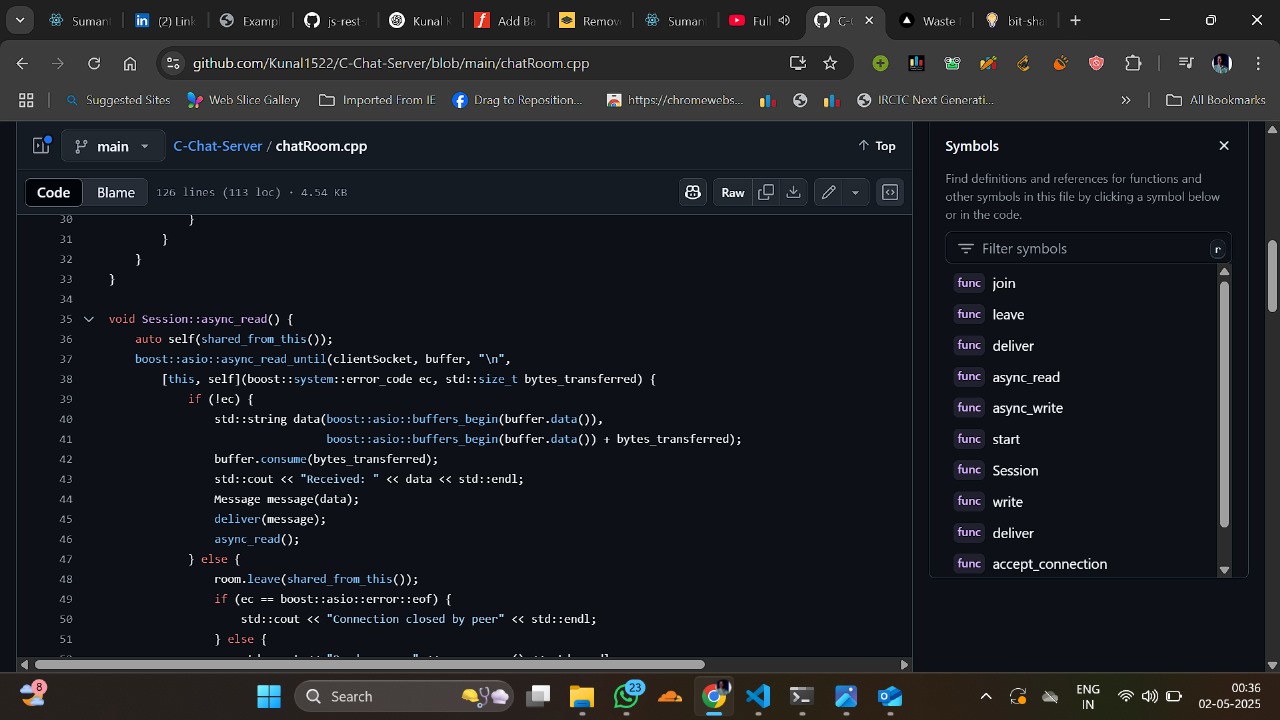 Sumant
(2) Link
Exampl
js-rest-
Kunal K
Add Ba
Remov
Sumant
Full
C-
Waste
bit-sha
github.com/Kunal1522/C-Chat-Server/blob/main/chatRoom.cpp
Suggested Sites
Web Slice Gallery
Imported From IE
Drag to Reposition...
https://chromewebs...
IRCTC Next Generati...
All Bookmarks
main
C-Chat-Server / chatRoom.cpp
Top
Code
Blame
126 lines (113 loc) · 4.54 KB
Raw
30 }
31 }
32 }
33 }
34
35 void Session::async_read() {
36 auto self(shared_from_this());
37 boost::asio::async_read_until(clientSocket, buffer, "\n",
38 [this, self](boost::system::error_code ec, std::size_t bytes_transferred) {
39 if (!ec) {
40 std::string data(boost::asio::buffers_begin(buffer.data()),
41 boost::asio::buffers_begin(buffer.data()) + bytes_transferred);
42 buffer.consume(bytes_transferred);
43 std::cout << "Received: " << data << std::endl;
44 Message message(data);
45 deliver(message);
46 async_read();
47 } else {
48 room.leave(shared_from_this());
49 if (ec == boost::asio::error::eof) {
50 std::cout << "Connection closed by peer" << std::endl;
51 } else {
Symbols
Find definitions and references for functions and
other symbols in this file by clicking a symbol below
or in the code.
Filter symbols
r
func join
func leave
func deliver
func async_read
func async_write
func start
func Session
func write
func deliver
func accept_connection
8
Search
23
ENG
IN
00:36
02-05-2025